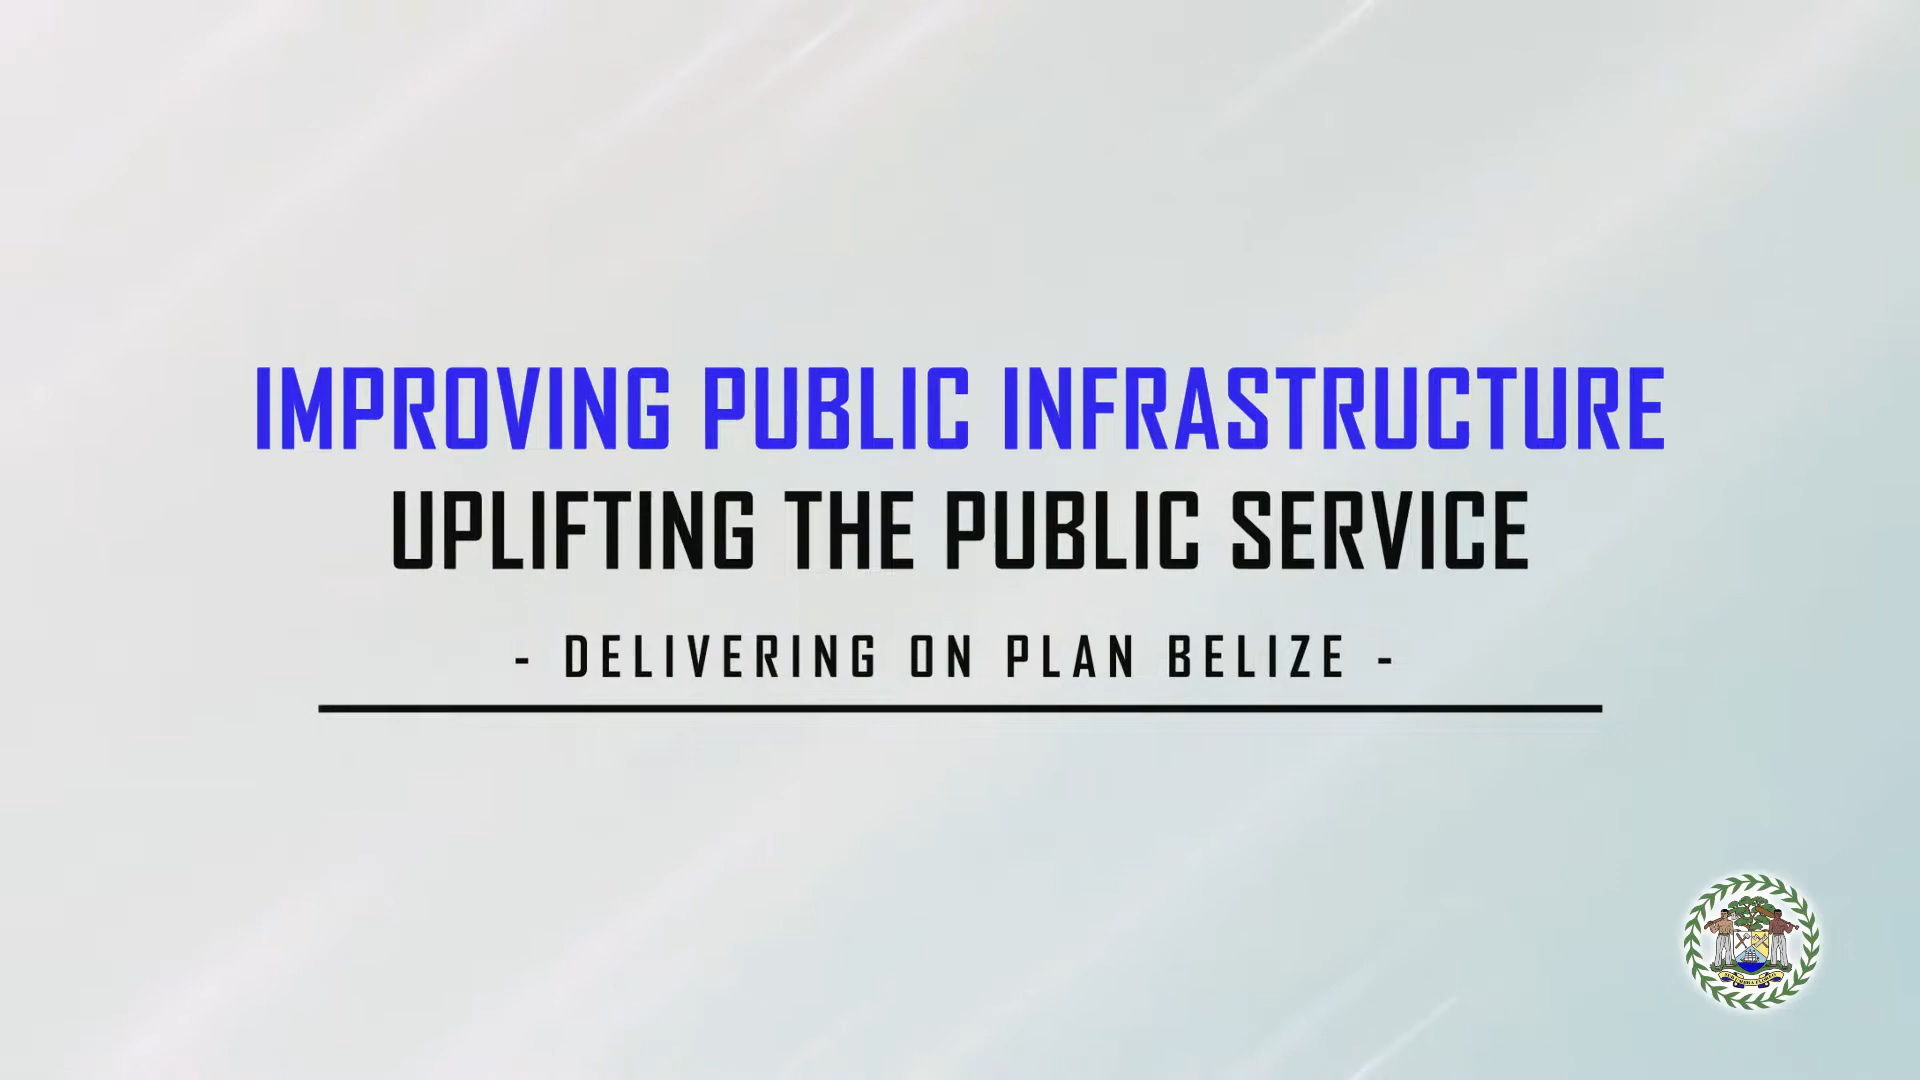 IMPROVING PUBLIC INFRASTRUCTURE
UPLIFTING THE PUBLIC SERVICE
- DELIVERING ON PLAN BELIZE -